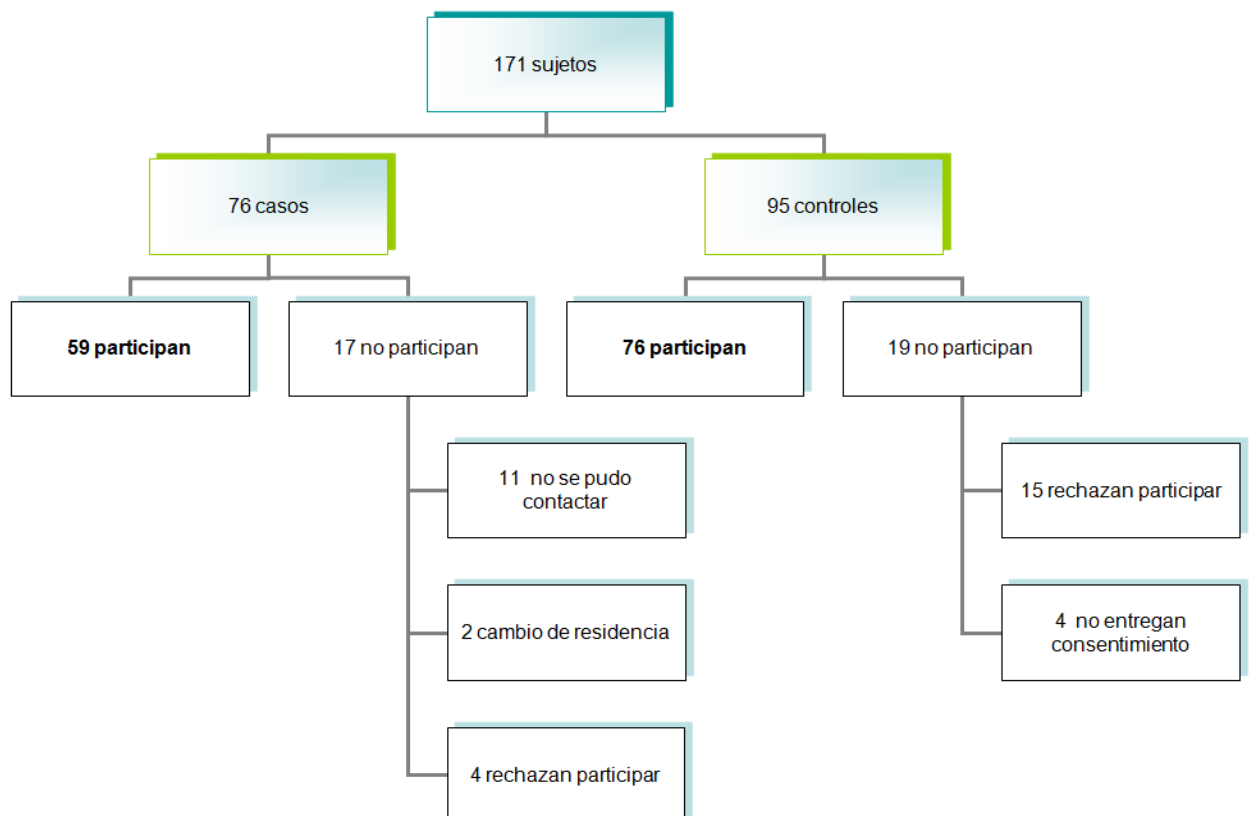 171 sujetos
76 casos
95 controles
59 participan
17 no participan
76 participan
19 no participan
11 no se pudo
contactar
15 rechazan participar
2 cambio de residencia
4 no entregan
consentimiento
4 rechazan participar